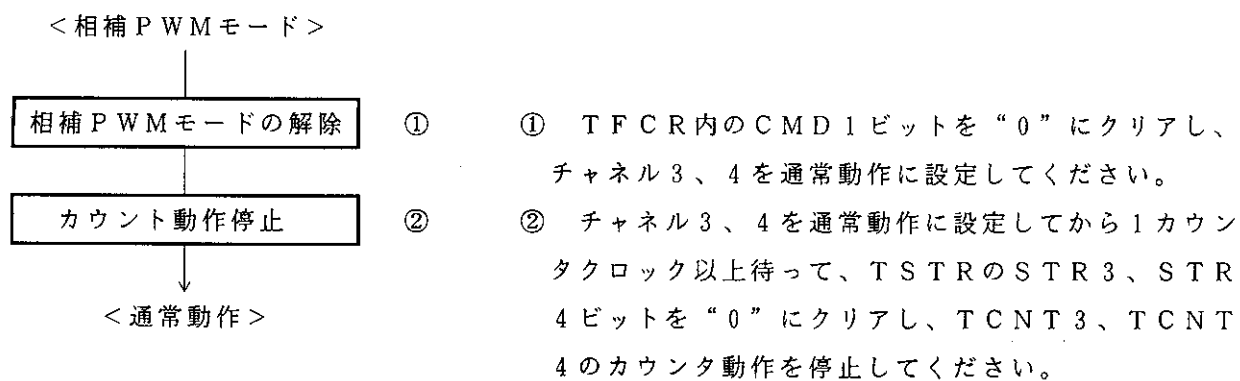 <相補PWMモード>
相補PWMモードの解除 ① ① TFCR内のCMD1ビットを“0”にクリアし、
チャネル3、4を通常動作に設定してください。
カウント動作停止 ② ② チャネル3、4を通常動作に設定してから1カウン
タクロック以上待って、TSTRのSTR3、STR
<通常動作>
4ビットを“0”にクリアし、TCNT3、TCNT
4のカウンタ動作を停止してください。